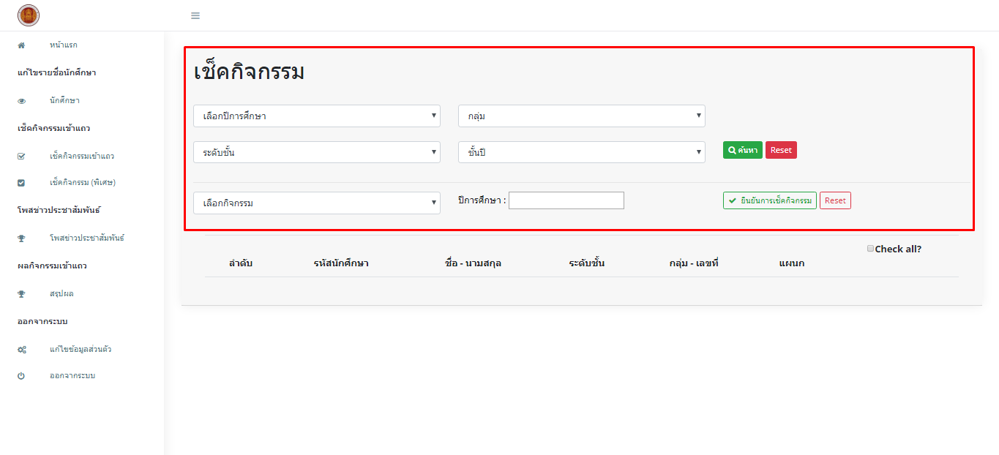 หน้าแรก
แก้ไขรายชื่อนักศึกษา
นักศึกษา
เช็คกิจกรรมเข้าแถว
เช็คกิจกรรมเข้าแถว
เช็คกิจกรรม (พิเศษ)
โพสข่าวประชาสัมพันธ์
โพสข่าวประชาสัมพันธ์
ผลกิจกรรมเข้าแถว
สรุปผล
ออกจากระบบ
แก้ไขข้อมูลส่วนตัว
ออกจากระบบ
เช็คกิจกรรม
เลือกปีการศึกษา กลุ่ม
ระดับชั้น ชั้นปี ค้นหา Reset
เลือกกิจกรรม ปีการศึกษา : ยืนยันการเช็คกิจกรรม Reset
Check all?
ลำดับ รหัสนักศึกษา ชื่อ - นามสกุล ระดับชั้น กลุ่ม - เลขที่ แผนก